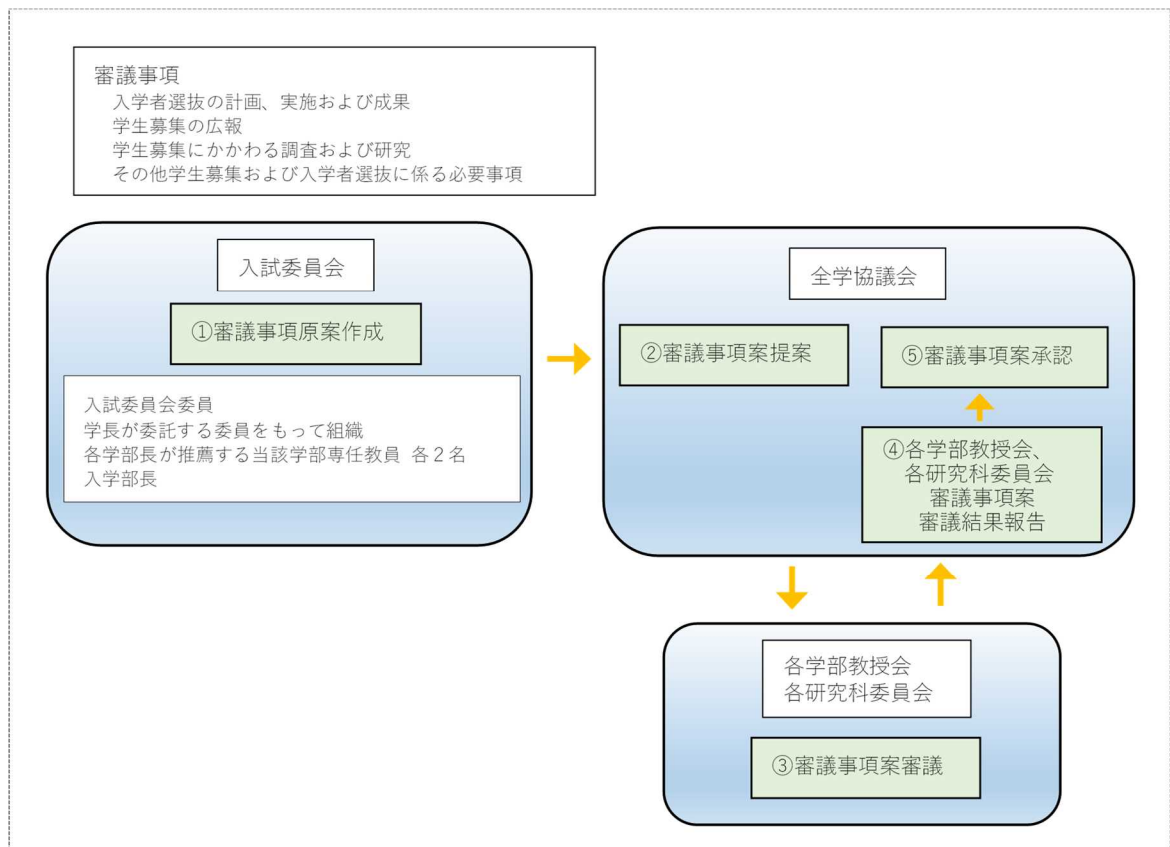 審議事項
入学者選抜の計画、実施および成果
学生募集の広報
学生募集にかかわる調査および研究
その他学生募集および入学者選抜に係る必要事項
入試委員会
①審議事項原案作成
入試委員会委員
学長が委託する委員をもって組織
各学部長が推薦する当該学部専任教員 各２名
入学部長
全学協議会
②審議事項案提案
⑤審議事項案承認
④各学部教授会、
各研究科委員会
審議事項案
審議結果報告
各学部教授会
各研究科委員会
③審議事項案審議